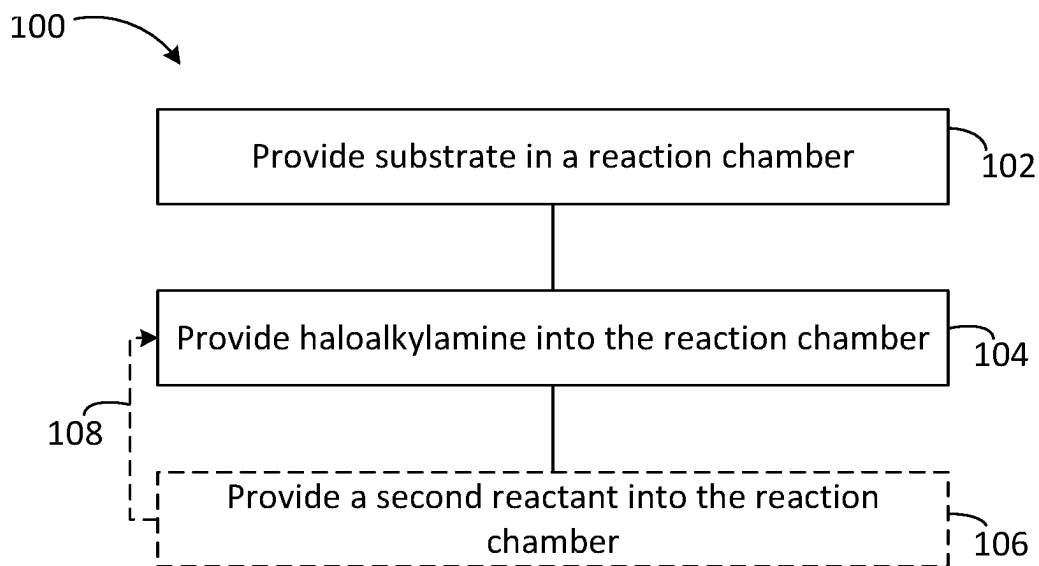 100
Provide substrate in a reaction chamber
102
Provide haloalkylamine into the reaction chamber
104
108
Provide a second reactant into the reaction
chamber
106